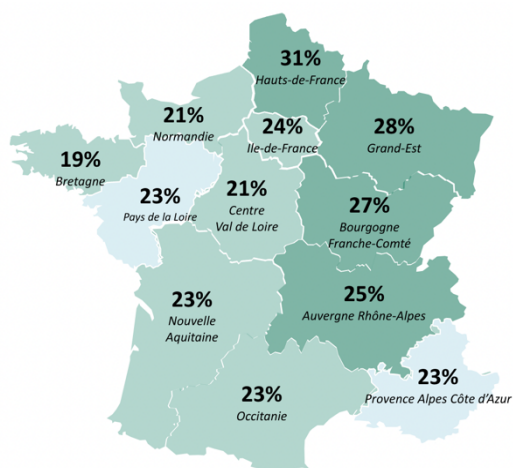 31%
Hauts-de-France
21%
Normandie
24%
Ile-de-France
28%
Grand-Est
19%
Bretagne
23%
Pays de la Loire
21%
Centre
Val de Loire
27%
Bourgogne
Franche-Comté
25%
Auvergne Rhône-Alpes
23%
Nouvelle
Aquitaine
23%
Occitanie
23%
Provence Alpes Côte d'Azur